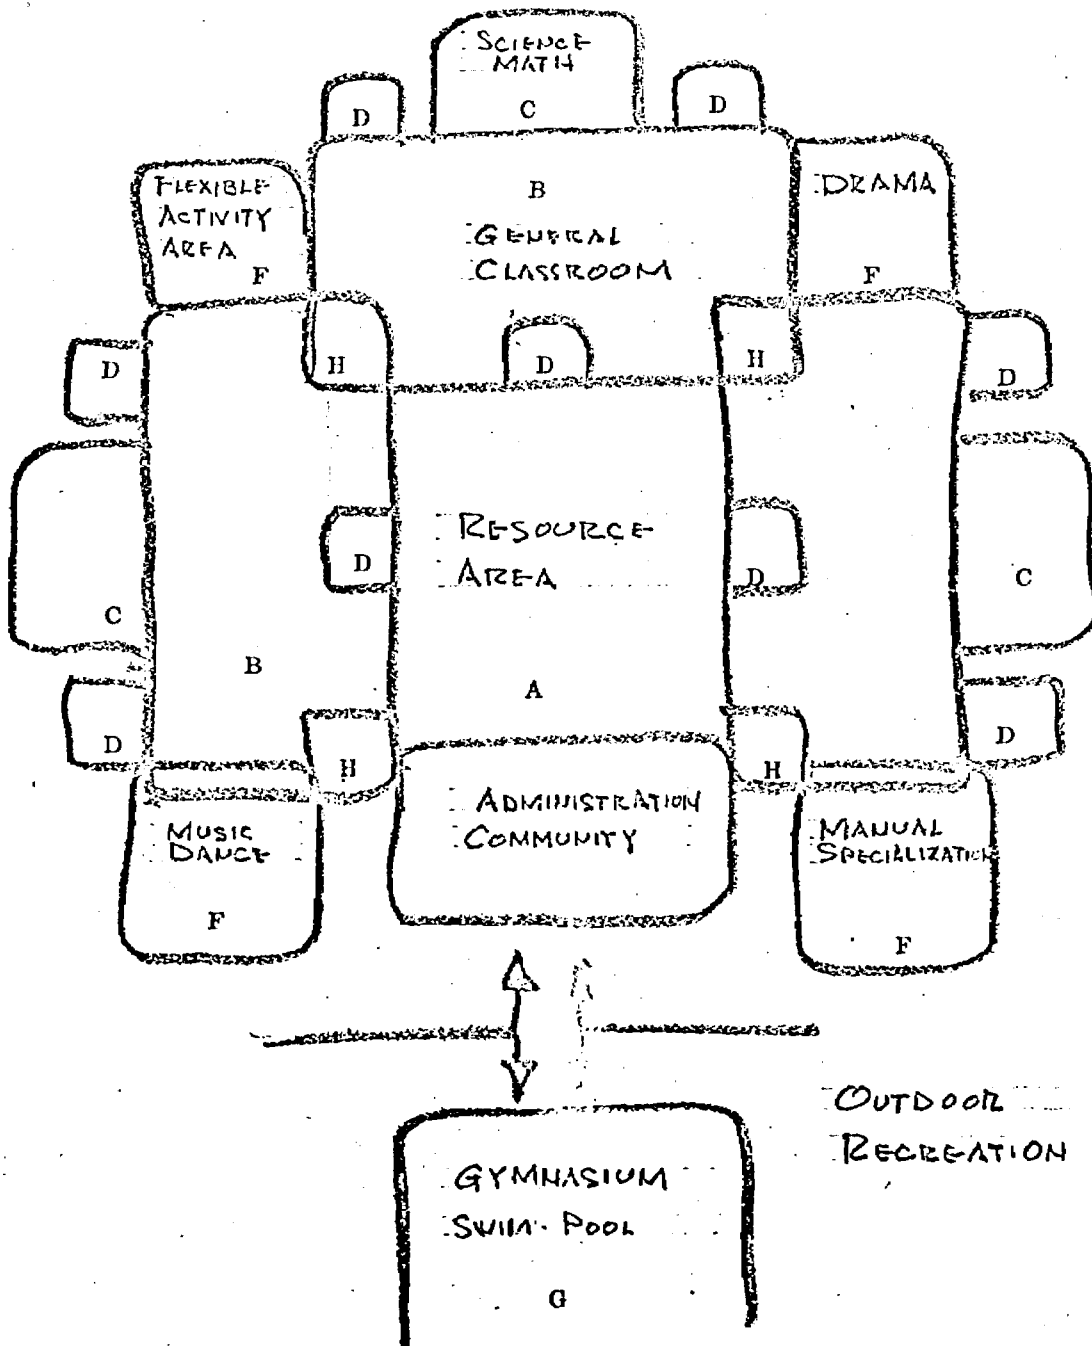 SCIENCE
MATH
C
D
D
FLEXIBLE
ACTIVITY
AREA
F
B
GENERAL
CLASSROOM
DRAMA
F
D
H
D
H
D
RESOURCE
AREA
D
D
C
C
B
A
D
D
H
H
ADMINISTRATION
COMMUNITY
MUSIC
DANCE
F
MANUAL
SPECIALIZATION
F
OUTDOOR
RECREATION
GYMNASIUM
SWIM. POOL
G